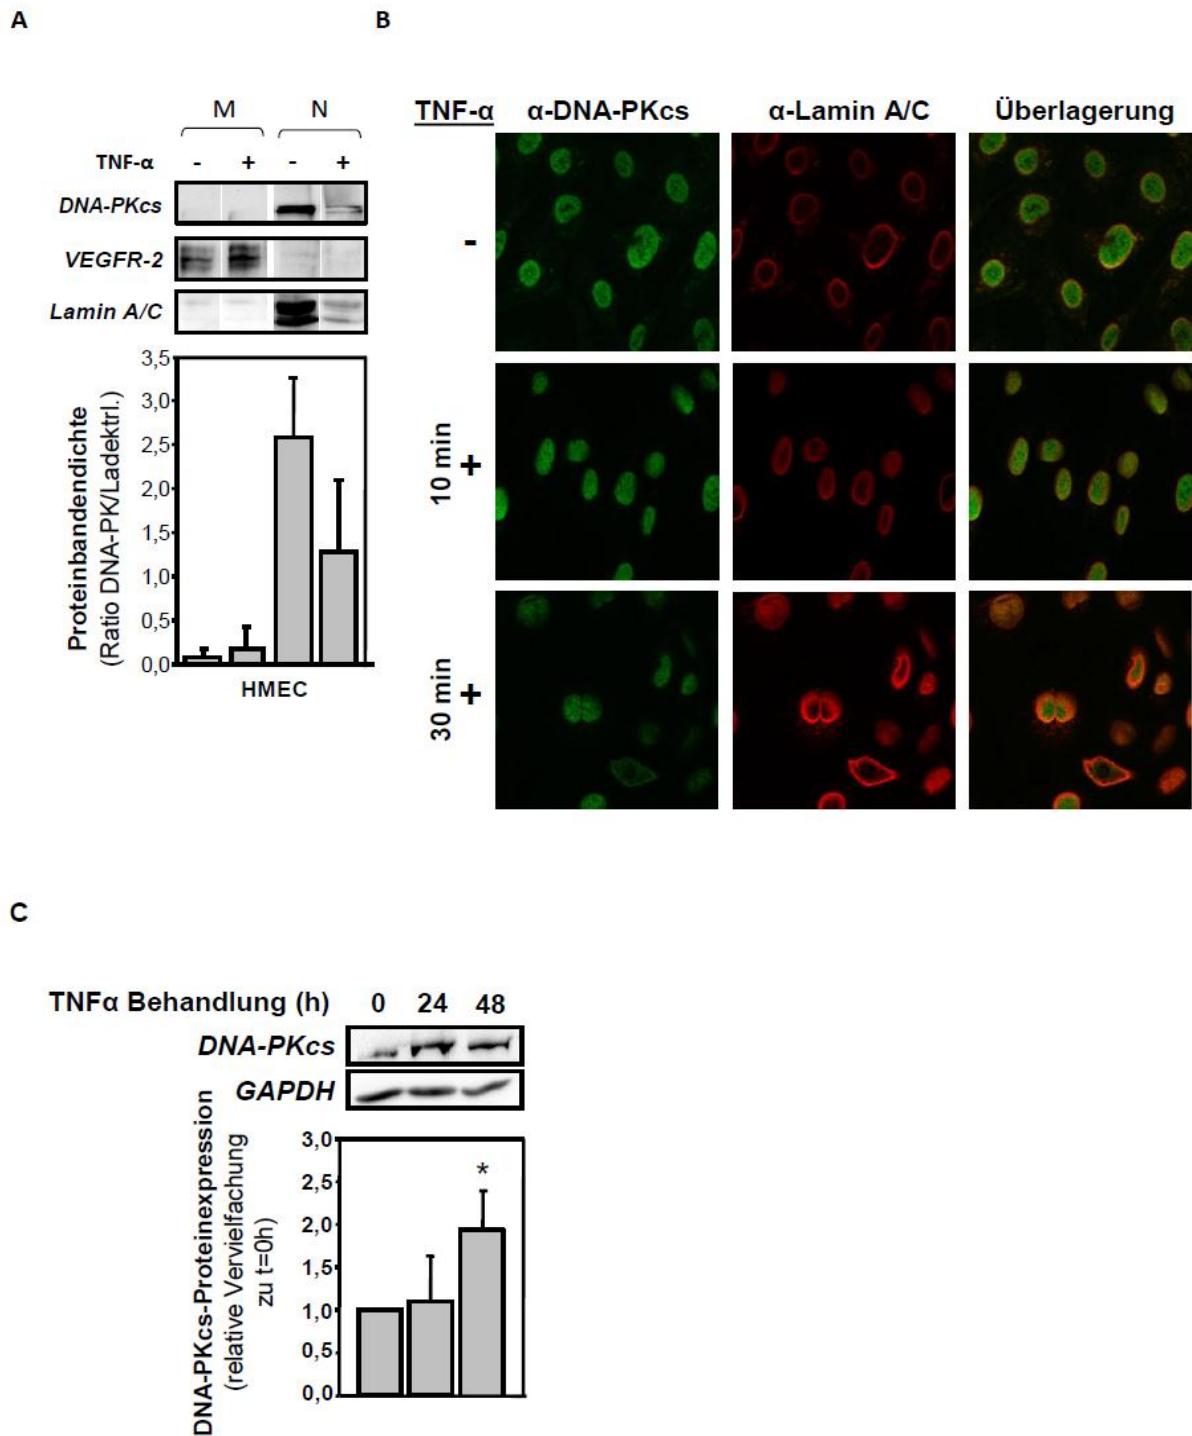 A
B
M N
TNF-α - + - +
DNA-PKcs
VEGFR-2
Lamin A/C
3,5
3,0
2,5
2,0
1,5
1,0
0,5
0,0
Proteinbandendichte
(Ratio DNA-PK/Ladektrl.)
HMEC
TNF-α α-DNA-PKcs α-Lamin A/C Überlagerung
-
10 min +
30 min +
C
TNFα Behandlung (h) 0 24 48
DNA-PKcs
GAPDH
DNA-PKcs-Proteinexpression
(relative Vervielfachung
zu t=0h)
3,0
2,5
2,0
1,5
1,0
0,5
0,0
*